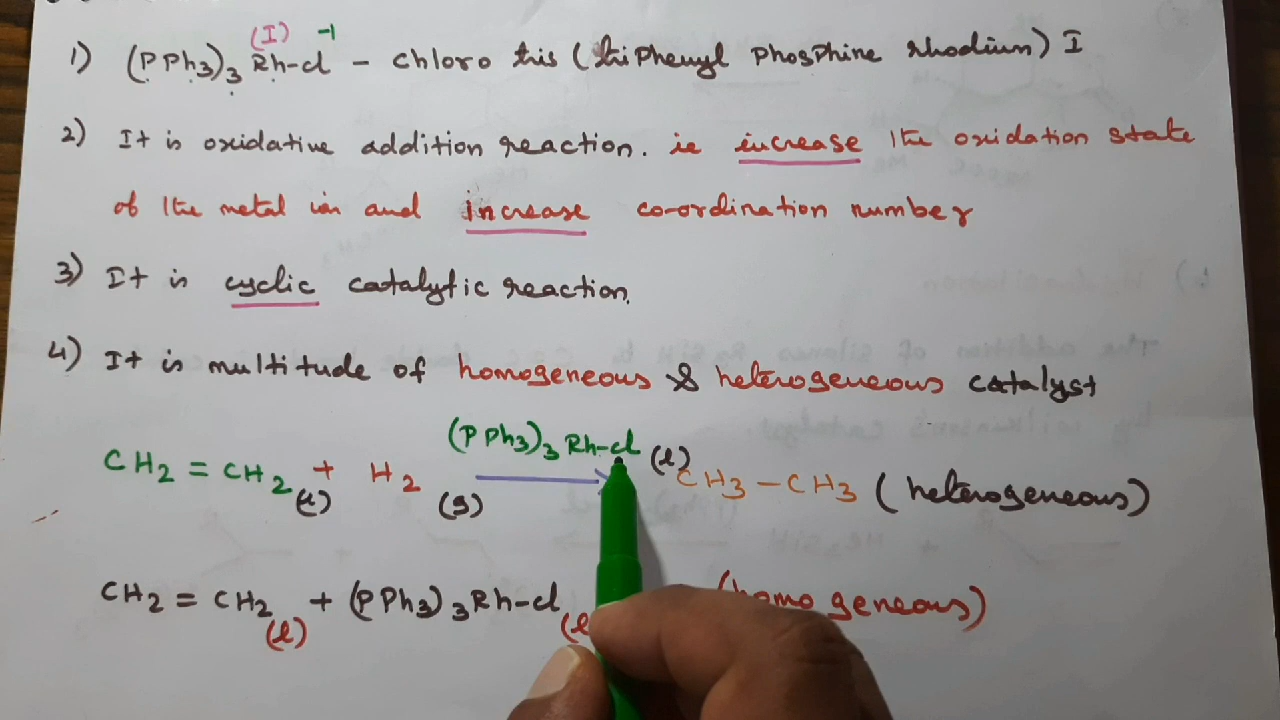 (I) -1
1) (PPh3)3 Rh-cl - chloro tris (tri Phenyl Phosphine rhodium) I
2) It is oxidative addition reaction. ie increase the oxidation state
of the metal ion and increase co-ordination number
3) It is cyclic catalytic reaction.
4) It is multitude of homogeneous & heterogeneous catalyst
(PPh3)3 Rh-cl (l)
CH2 = CH2 (l) + H2 (g) → CH3 - CH3 (heterogeneous)
CH2 = CH2 (l) + (PPh3)3 Rh-cl (homogeneous)